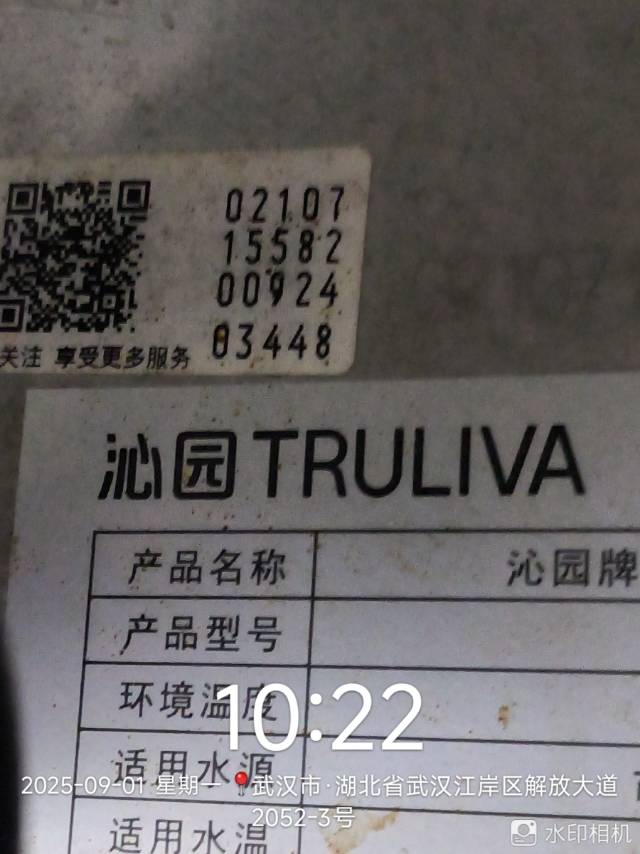 02107
15582
00924
03448
关注 享受更多服务
沁园 TRULIVA
产品名称 沁园牌
产品型号
环境温度
10:22
适用水源
2025-09-01 星期一 武汉市·湖北省武汉江岸区解放大道
2052-3号
适用水温
水印相机